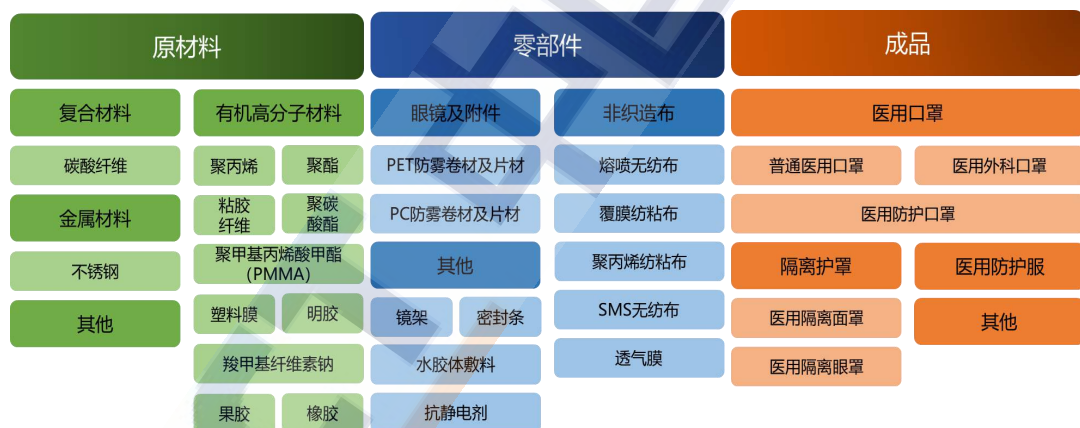 原材料
零部件
成品
复合材料
碳酸纤维
金属材料
不锈钢
其他
有机高分子材料
聚丙烯
聚酯
粘胶
纤维
聚碳
酸酯
聚甲基丙烯酸甲酯
（PMMA）
塑料膜
明胶
羧甲基纤维素钠
果胶
橡胶
眼镜及附件
PET防雾卷材及片材
PC防雾卷材及片材
其他
镜架
密封条
水胶体敷料
抗静电剂
非织造布
熔喷无纺布
覆膜纺粘布
聚丙烯纺粘布
SMS无纺布
透气膜
医用口罩
普通医用口罩
医用外科口罩
医用防护口罩
隔离护罩
医用隔离面罩
医用隔离眼罩
医用防护服
其他